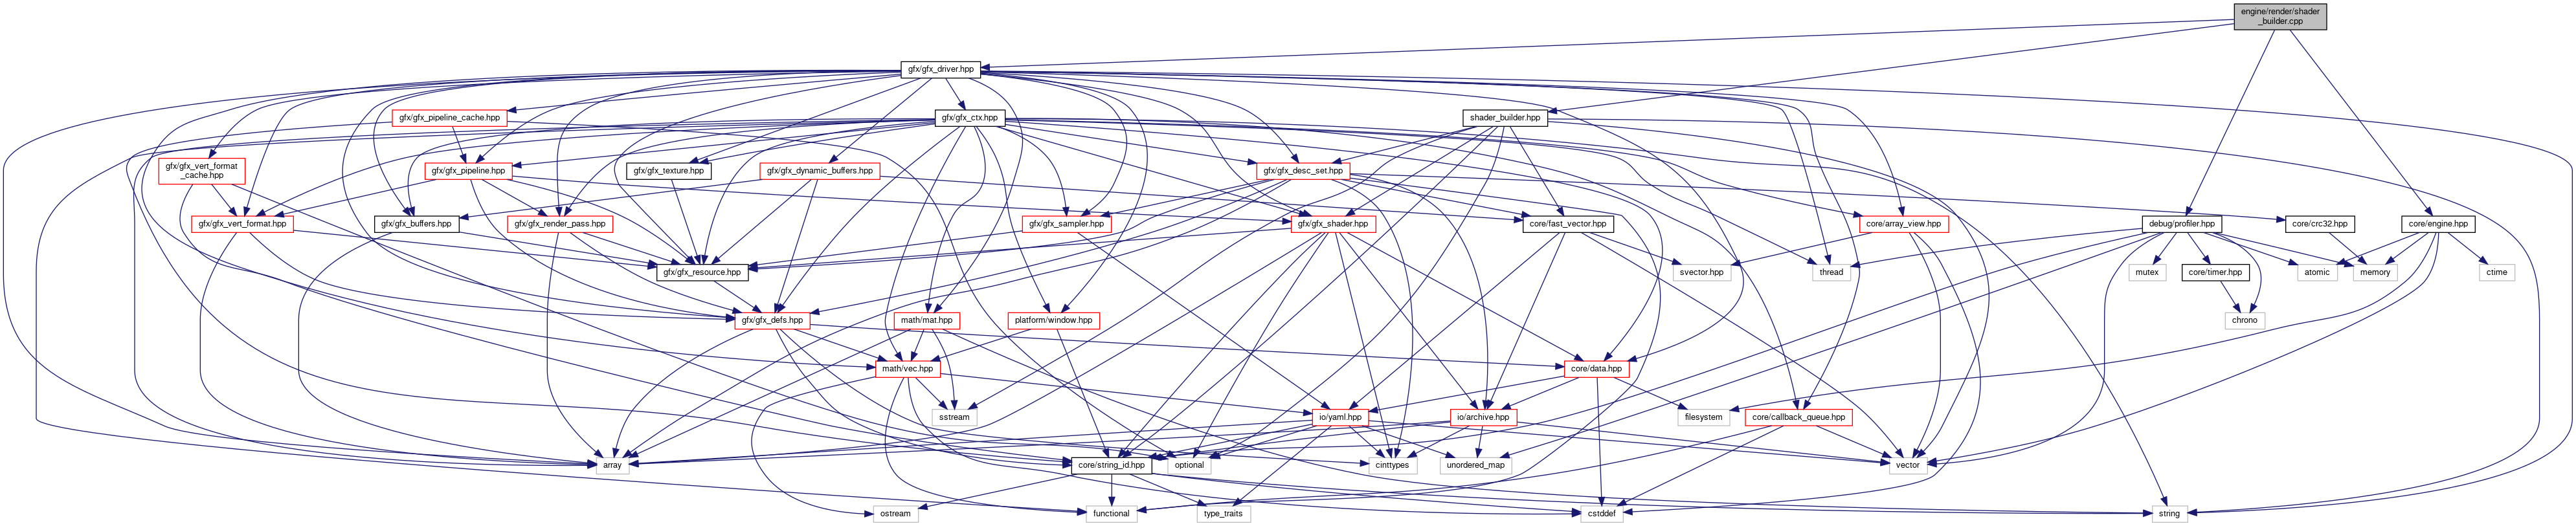 engine/render/shader
_builder.cpp
gfx/gfx_driver.hpp
gfx/gfx_pipeline_cache.hpp
gfx/gfx_ctx.hpp
shader_builder.hpp
gfx/gfx_vert_format
_cache.hpp
gfx/gfx_pipeline.hpp
gfx/gfx_texture.hpp
gfx/gfx_dynamic_buffers.hpp
gfx/gfx_desc_set.hpp
gfx/gfx_vert_format.hpp
gfx/gfx_buffers.hpp
gfx/gfx_render_pass.hpp
gfx/gfx_sampler.hpp
gfx/gfx_shader.hpp
core/fast_vector.hpp
core/array_view.hpp
debug/profiler.hpp
core/crc32.hpp
core/engine.hpp
gfx/gfx_resource.hpp
svector.hpp
thread
mutex
core/timer.hpp
atomic
memory
ctime
gfx/gfx_defs.hpp
math/mat.hpp
platform/window.hpp
chrono
math/vec.hpp
core/data.hpp
sstream
io/yaml.hpp
io/archive.hpp
filesystem
core/callback_queue.hpp
array
core/string_id.hpp
optional
cinttypes
unordered_map
vector
ostream
functional
type_traits
cstddef
string